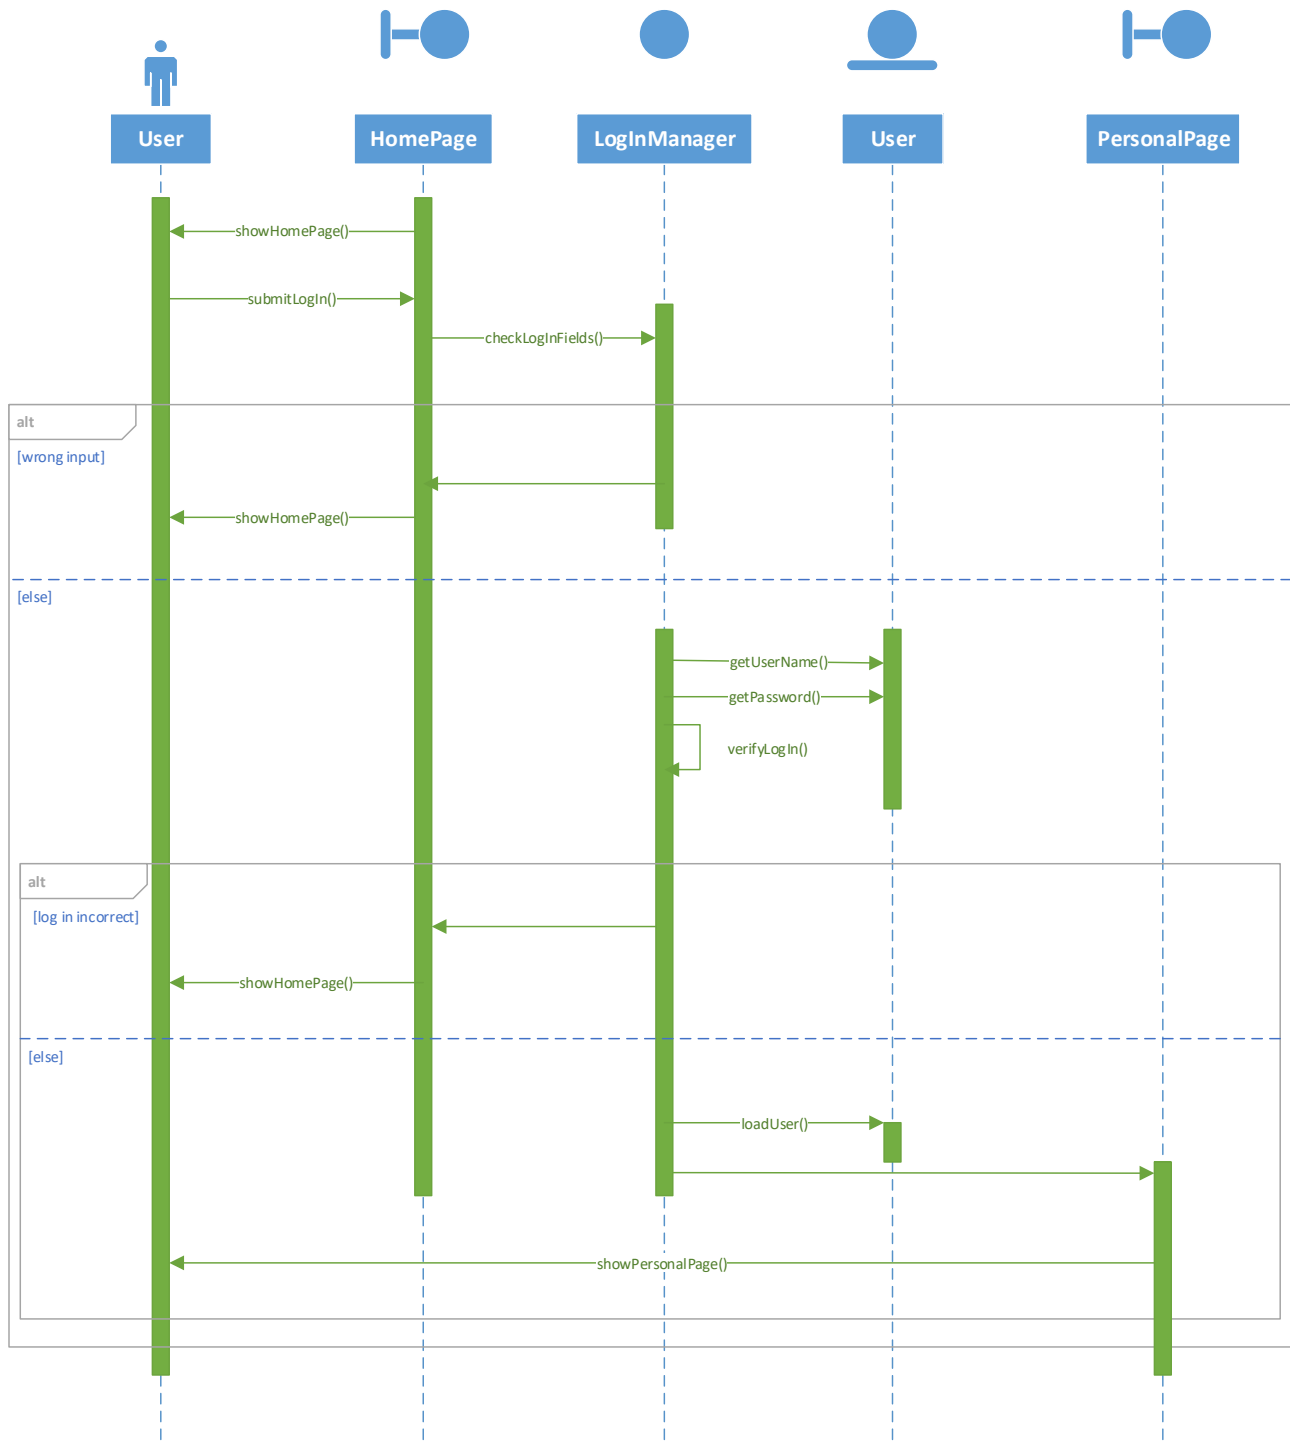 User
HomePage
LogInManager
User
PersonalPage
showHomePage()
submitLogIn()
checkLogInFields()
alt
[wrong input]
showHomePage()
[else]
getUserName()
getPassword()
verifyLogIn()
alt
[log in incorrect]
showHomePage()
[else]
loadUser()
showPersonalPage()